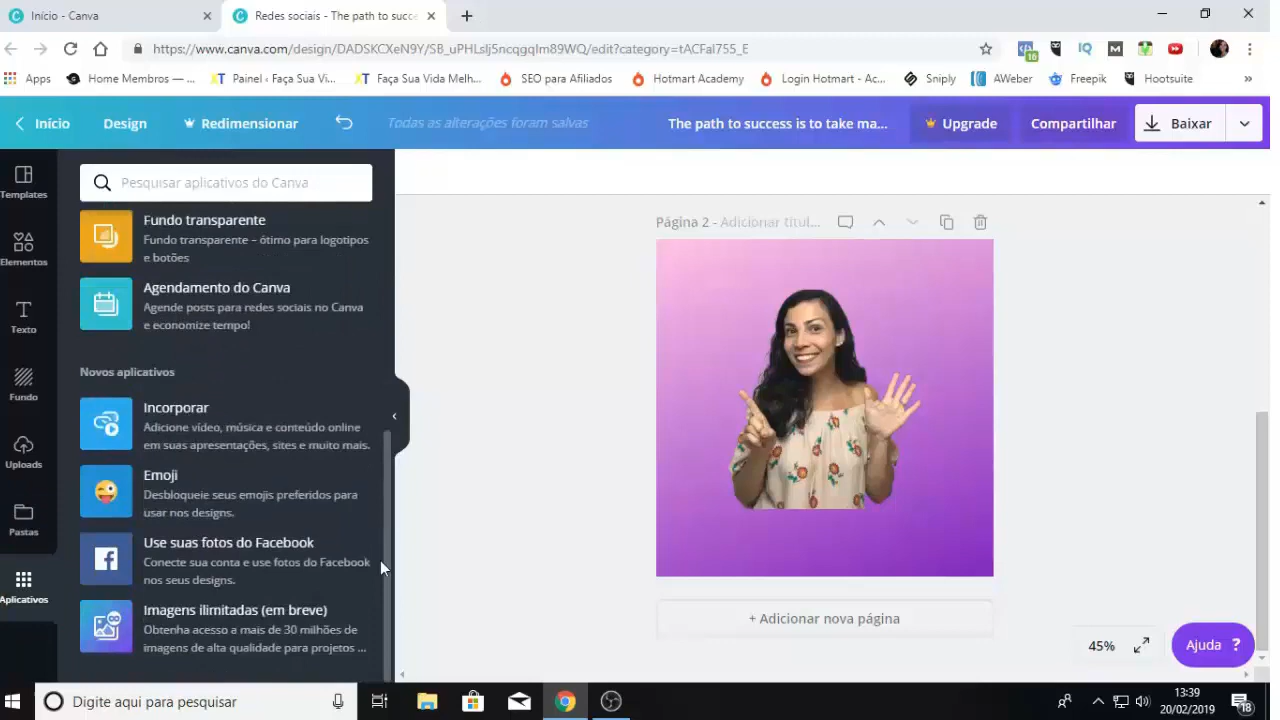 Início - Canva
Redes sociais - The path to succe
https://www.canva.com/design/DADSKCXeN9Y/SB_uPHLslj5ncqgqIm89WQ/edit?category=tACFal755_E
Apps
Home Membros — ...
Painel ‹ Faça Sua Vi...
Faça Sua Vida Melh...
SEO para Afiliados
Hotmart Academy
Login Hotmart - Ac...
Sniply
AWeber
Freepik
Hootsuite
»
Início
Design
Redimensionar
Todas as alterações foram salvas
The path to success is to take ma...
Upgrade
Compartilhar
Baixar
Templates
Elementos
Texto
Fundo
Uploads
Pastas
Aplicativos
Pesquisar aplicativos do Canva
Fundo transparente
Fundo transparente – ótimo para logotipos
e botões
Agendamento do Canva
Agende posts para redes sociais no Canva
e economize tempo!
Novos aplicativos
Incorporar
Adicione vídeo, música e conteúdo online
em suas apresentações, sites e muito mais.
Emoji
Desbloqueie seus emojis preferidos para
usar nos designs.
Use suas fotos do Facebook
Conecte sua conta e use fotos do Facebook
nos seus designs.
Imagens ilimitadas (em breve)
Obtenha acesso a mais de 30 milhões de
imagens de alta qualidade para projetos ...
Página 2 - Adicionar títul...
+ Adicionar nova página
45%
Ajuda ?
Digite aqui para pesquisar
13:39
20/02/2019
18